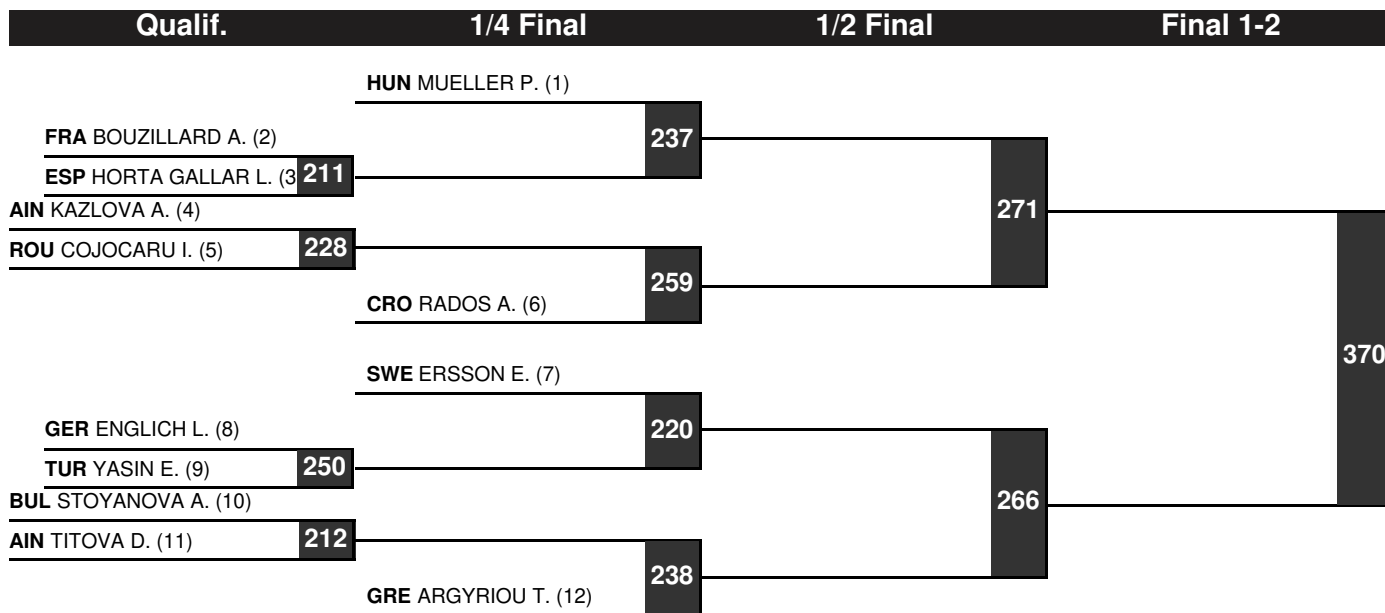 Qualif. 1/4 Final 1/2 Final Final 1-2
HUN MUELLER P. (1)
FRA BOUZILLARD A. (2)
237
ESP HORTA GALLAR L. (3 211
AIN KAZLOVA A. (4)
271
ROU COJOCARU I. (5) 228
259
CRO RADOS A. (6)
370
SWE ERSSON E. (7)
GER ENGLICH L. (8)
220
TUR YASIN E. (9) 250
BUL STOYANOVA A. (10)
266
AIN TITOVA D. (11) 212
238
GRE ARGYRIOU T. (12)